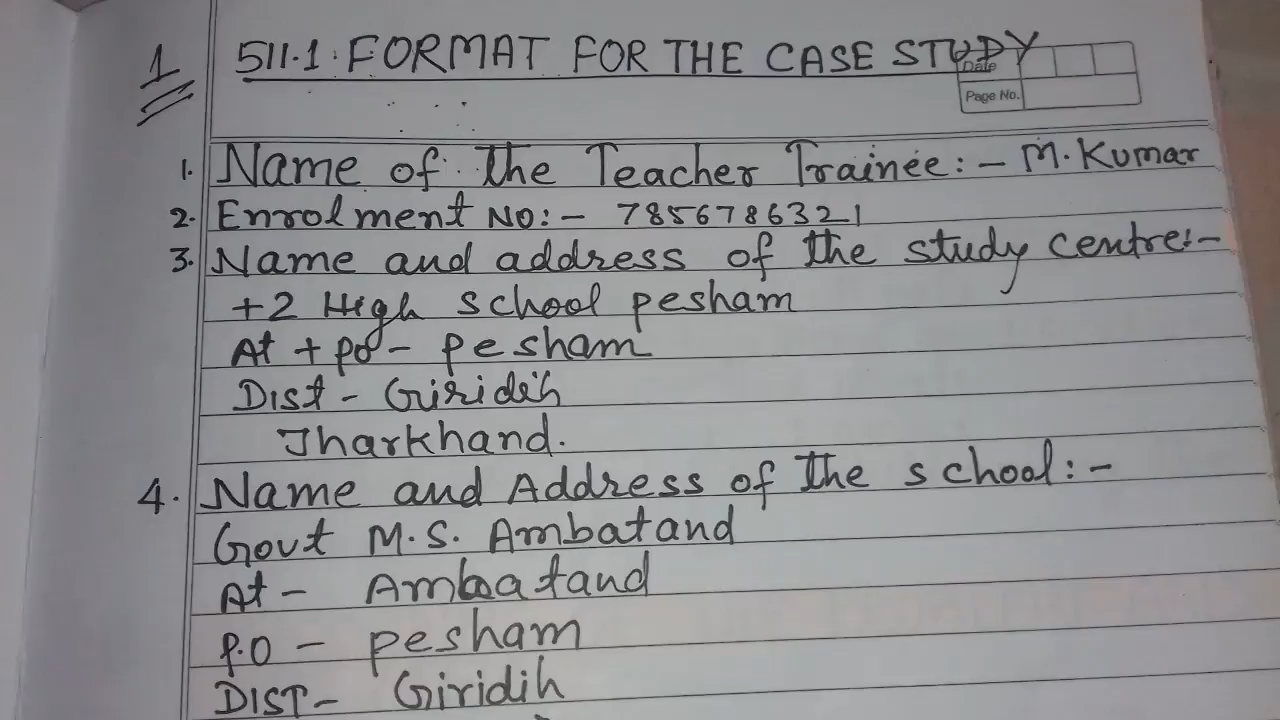 1
511.1. FORMAT FOR THE CASE STUDY
Date
Page No.
1. Name of the Teacher Trainee:- M. Kumar
2. Enrolment No:- 7856786321
3. Name and address of the study centre:-
+2 High school pesham
At + po - pesham
Dist - Giridih
Jharkhand.
4. Name and Address of the school:-
Govt M.S. Ambatand
At - Ambatand
P.O - pesham
DIST- Giridih